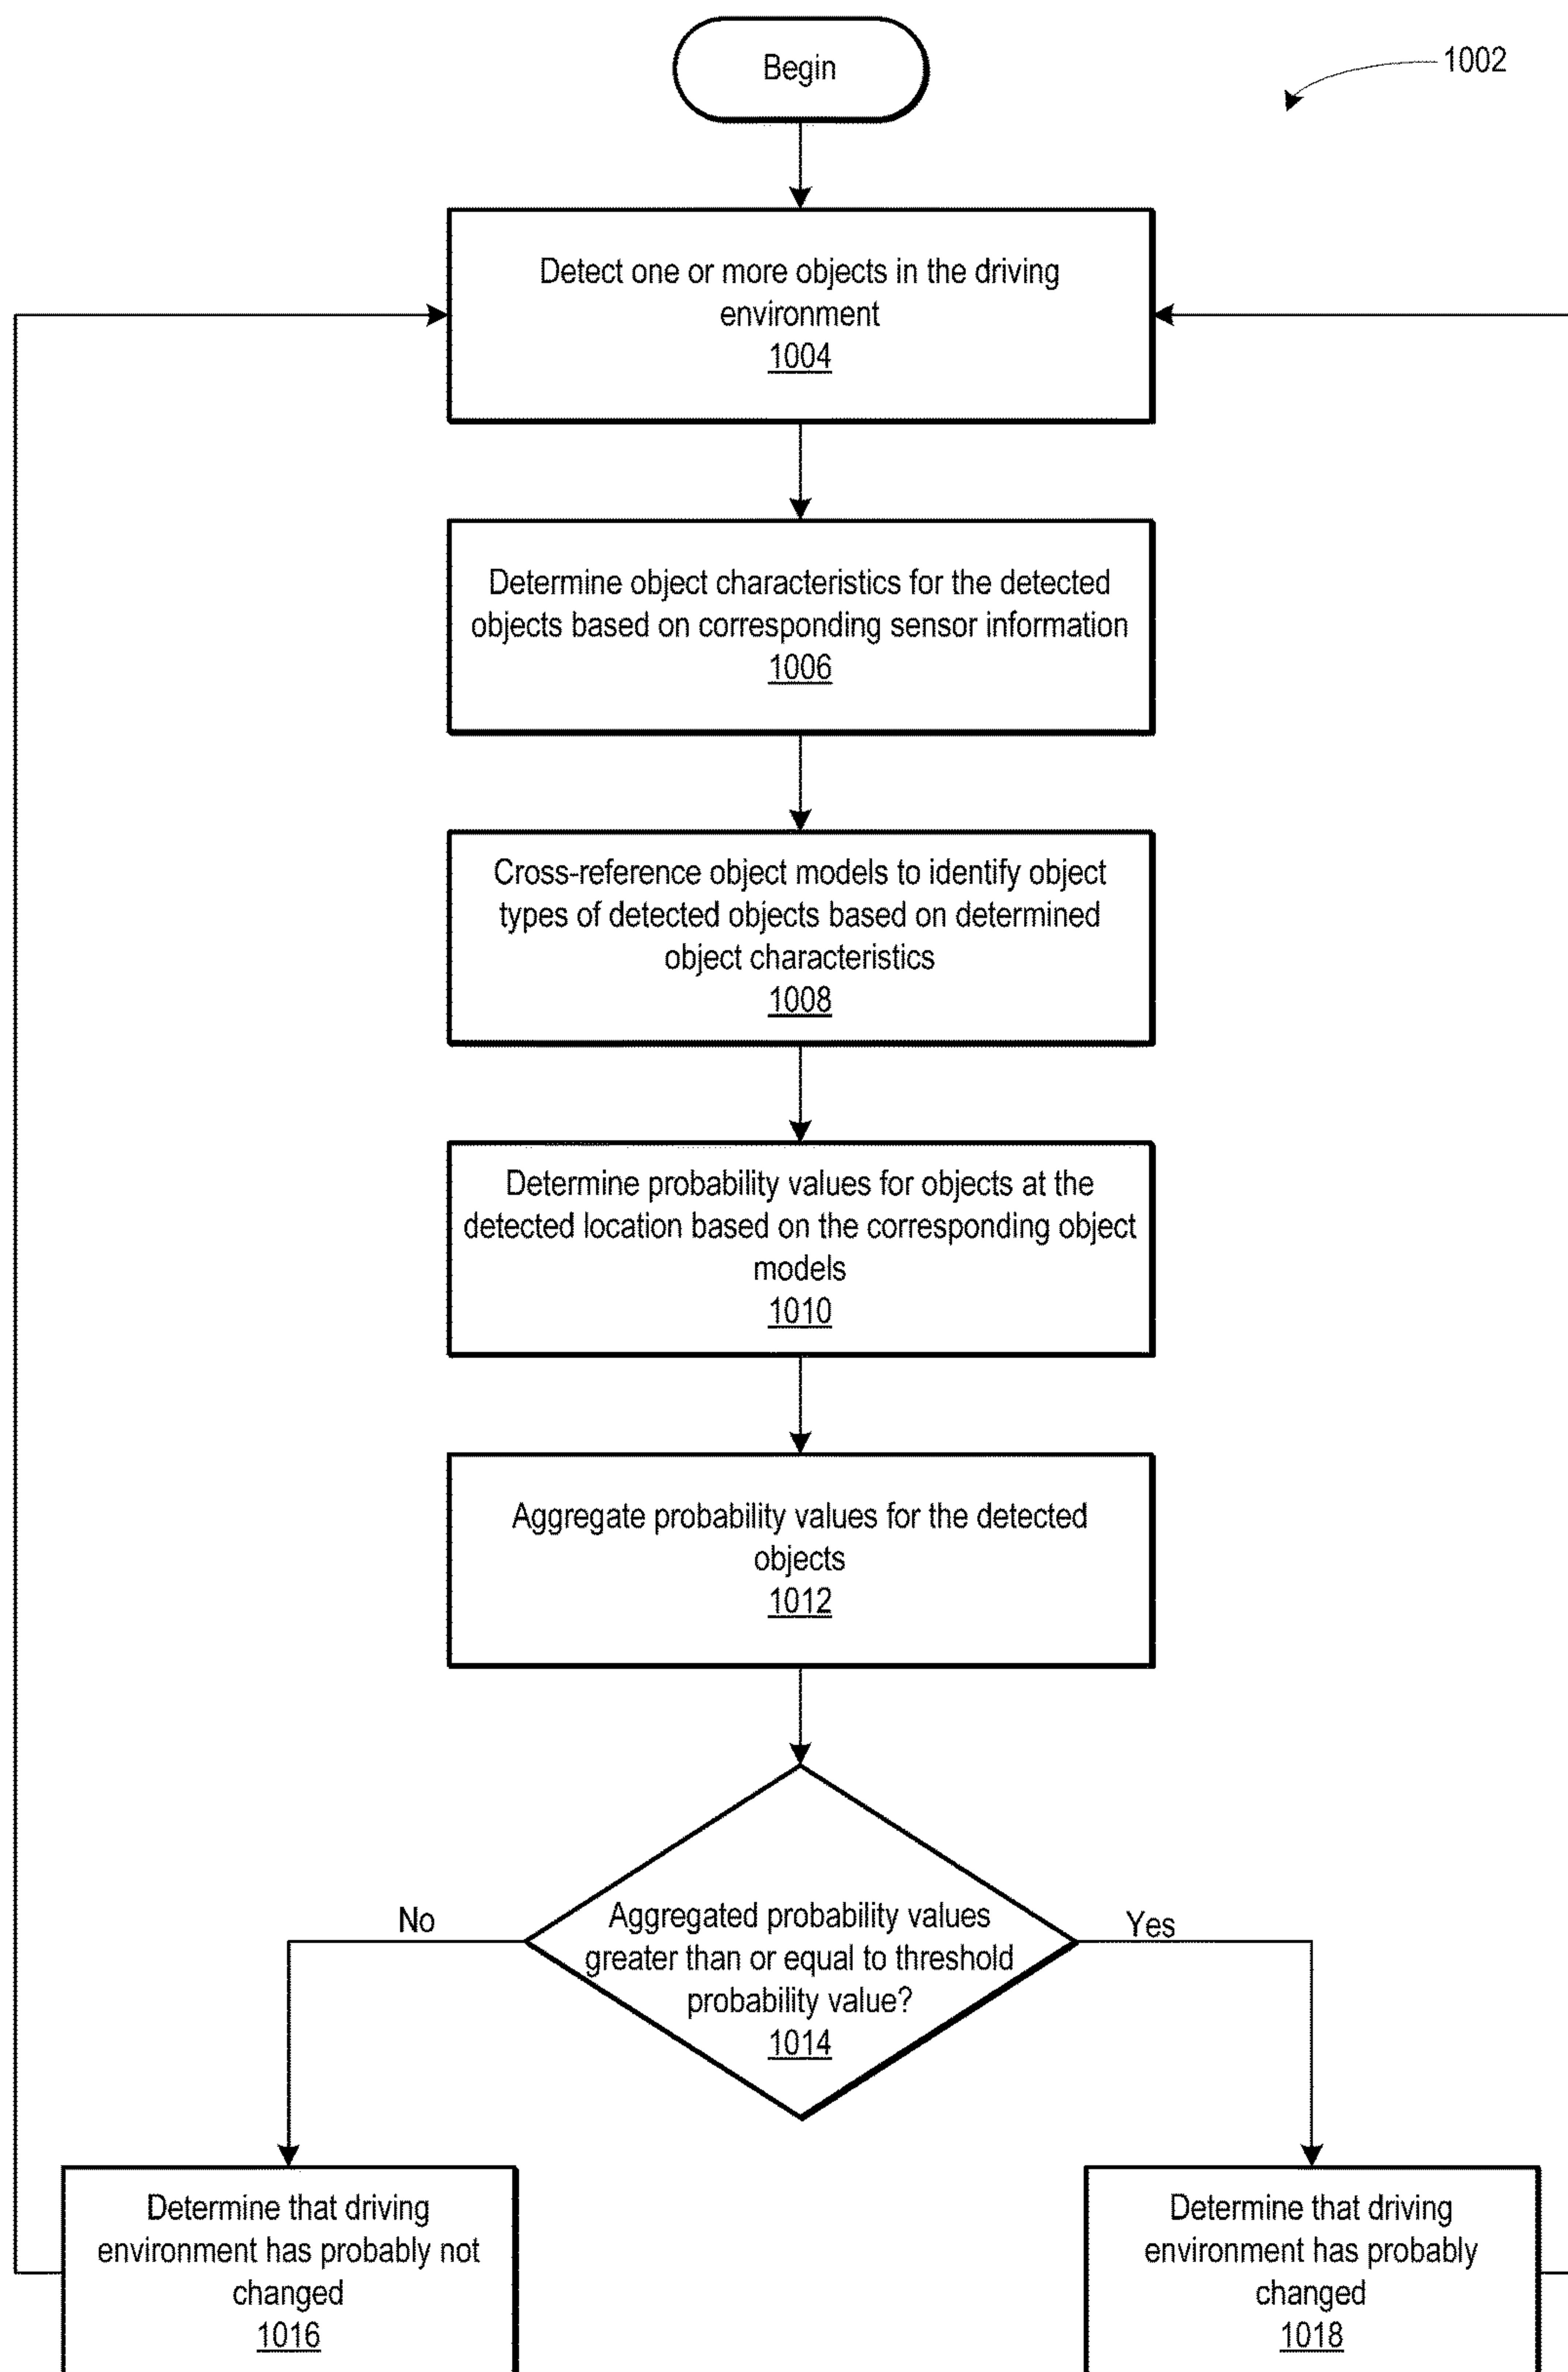 Begin
1002
Detect one or more objects in the driving
environment
1004
Determine object characteristics for the detected
objects based on corresponding sensor information
1006
Cross-reference object models to identify object
types of detected objects based on determined
object characteristics
1008
Determine probability values for objects at the
detected location based on the corresponding object
models
1010
Aggregate probability values for the detected
objects
1012
Aggregated probability values
greater than or equal to threshold
probability value?
1014
No
Yes
Determine that driving
environment has probably not
changed
1016
Determine that driving
environment has probably
changed
1018